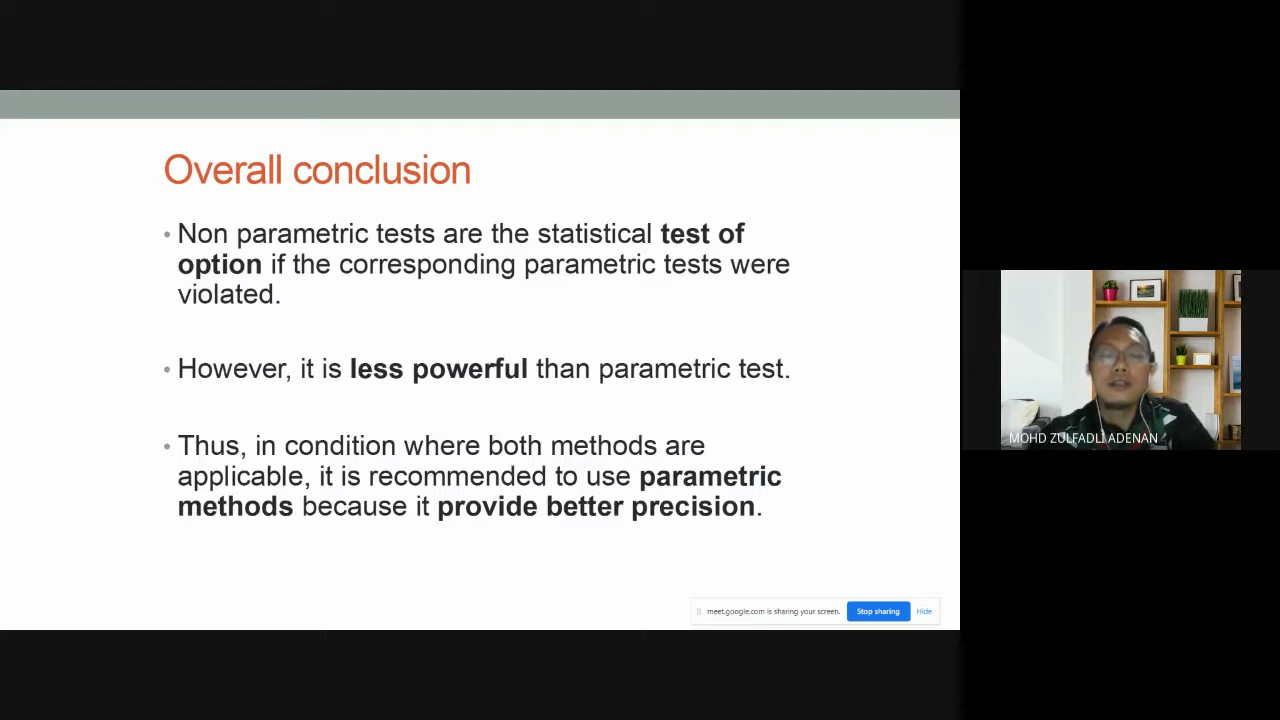 Overall conclusion
• Non parametric tests are the statistical test of
option if the corresponding parametric tests were
violated.
• However, it is less powerful than parametric test.
• Thus, in condition where both methods are
applicable, it is recommended to use parametric
methods because it provide better precision.
meet.google.com is sharing your screen. Stop sharing Hide
MOHD ZULFADLI ADENAN